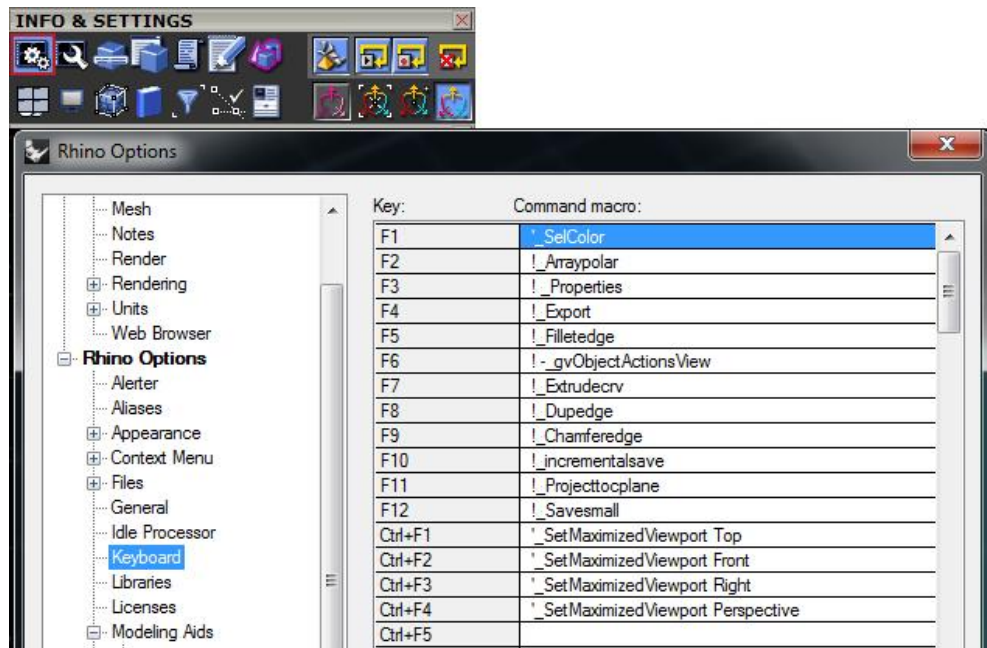 INFO & SETTINGS
Rhino Options
Mesh
Notes
Render
Rendering
Units
Web Browser
Rhino Options
Alerter
Aliases
Appearance
Context Menu
Files
General
Idle Processor
Keyboard
Libraries
Licenses
Modeling Aids
Key: Command macro:
F1 '_SelColor
F2 !_Arraypolar
F3 ! _Properties
F4 !_Export
F5 !_Filletedge
F6 ! -_gvObjectActionsView
F7 !_Extrudecrv
F8 !_Dupedge
F9 !_Chamferedge
F10 !_incrementalsave
F11 !_Projecttocplane
F12 !_Savesmall
Ctrl+F1 '_SetMaximizedViewport Top
Ctrl+F2 '_SetMaximizedViewport Front
Ctrl+F3 '_SetMaximizedViewport Right
Ctrl+F4 '_SetMaximizedViewport Perspective
Ctrl+F5